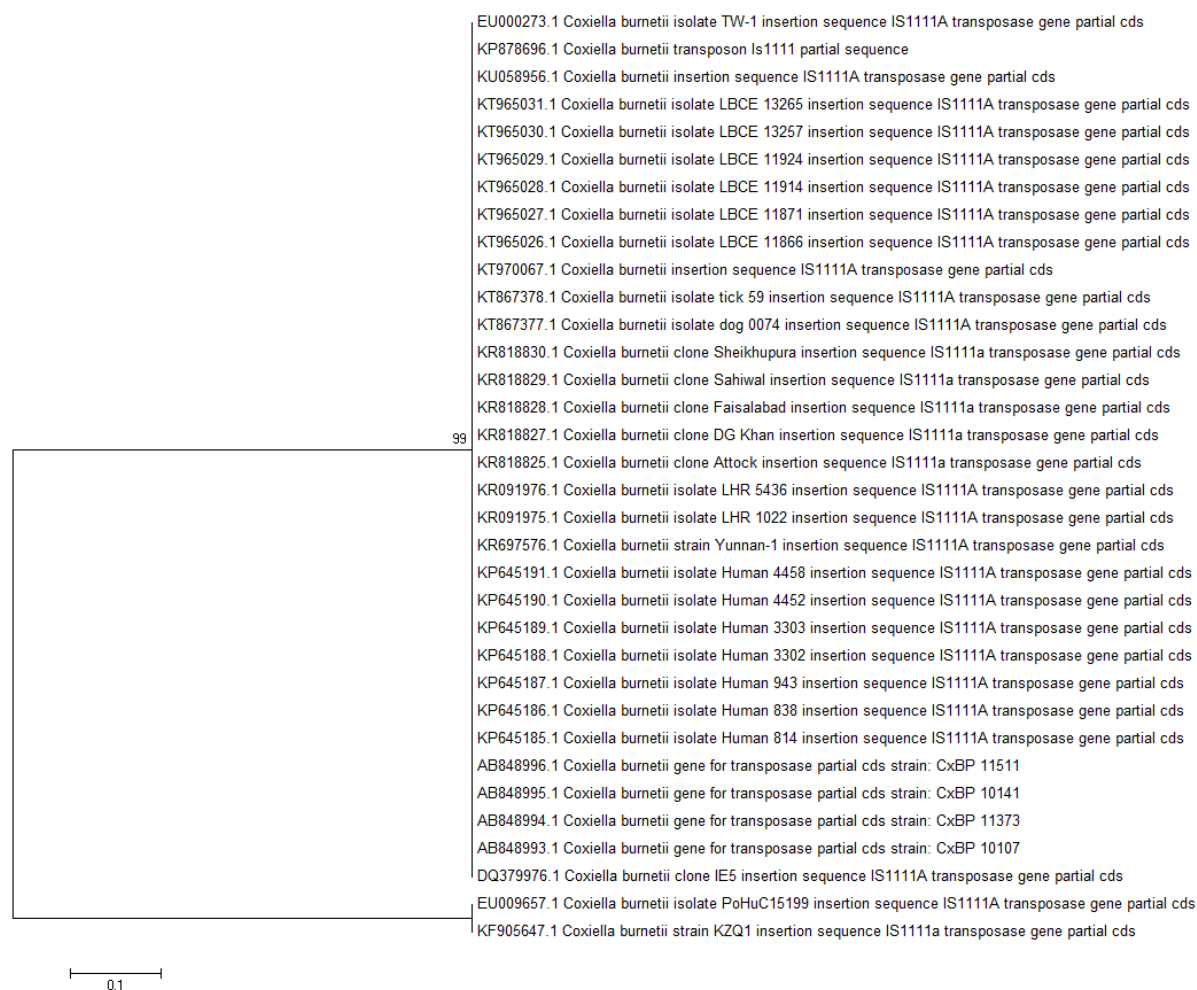 EU000273.1 Coxiella burnetii isolate TW-1 insertion sequence IS1111A transposase gene partial cds
KP878696.1 Coxiella burnetii transposon Is1111 partial sequence
KU058956.1 Coxiella burnetii insertion sequence IS1111A transposase gene partial cds
KT965031.1 Coxiella burnetii isolate LBCE 13265 insertion sequence IS1111A transposase gene partial cds
KT965030.1 Coxiella burnetii isolate LBCE 13257 insertion sequence IS1111A transposase gene partial cds
KT965029.1 Coxiella burnetii isolate LBCE 11924 insertion sequence IS1111A transposase gene partial cds
KT965028.1 Coxiella burnetii isolate LBCE 11914 insertion sequence IS1111A transposase gene partial cds
KT965027.1 Coxiella burnetii isolate LBCE 11871 insertion sequence IS1111A transposase gene partial cds
KT965026.1 Coxiella burnetii isolate LBCE 11866 insertion sequence IS1111A transposase gene partial cds
KT970067.1 Coxiella burnetii insertion sequence IS1111A transposase gene partial cds
KT867378.1 Coxiella burnetii isolate tick 59 insertion sequence IS1111A transposase gene partial cds
KT867377.1 Coxiella burnetii isolate dog 0074 insertion sequence IS1111A transposase gene partial cds
KR818830.1 Coxiella burnetii clone Sheikhupura insertion sequence IS1111a transposase gene partial cds
KR818829.1 Coxiella burnetii clone Sahiwal insertion sequence IS1111a transposase gene partial cds
KR818828.1 Coxiella burnetii clone Faisalabad insertion sequence IS1111a transposase gene partial cds
99
KR818827.1 Coxiella burnetii clone DG Khan insertion sequence IS1111a transposase gene partial cds
KR818825.1 Coxiella burnetii clone Attock insertion sequence IS1111a transposase gene partial cds
KR091976.1 Coxiella burnetii isolate LHR 5436 insertion sequence IS1111A transposase gene partial cds
KR091975.1 Coxiella burnetii isolate LHR 1022 insertion sequence IS1111A transposase gene partial cds
KR697576.1 Coxiella burnetii strain Yunnan-1 insertion sequence IS1111A transposase gene partial cds
KP645191.1 Coxiella burnetii isolate Human 4458 insertion sequence IS1111A transposase gene partial cds
KP645190.1 Coxiella burnetii isolate Human 4452 insertion sequence IS1111A transposase gene partial cds
KP645189.1 Coxiella burnetii isolate Human 3303 insertion sequence IS1111A transposase gene partial cds
KP645188.1 Coxiella burnetii isolate Human 3302 insertion sequence IS1111A transposase gene partial cds
KP645187.1 Coxiella burnetii isolate Human 943 insertion sequence IS1111A transposase gene partial cds
KP645186.1 Coxiella burnetii isolate Human 838 insertion sequence IS1111A transposase gene partial cds
KP645185.1 Coxiella burnetii isolate Human 814 insertion sequence IS1111A transposase gene partial cds
AB848996.1 Coxiella burnetii gene for transposase partial cds strain: CxBP 11511
AB848995.1 Coxiella burnetii gene for transposase partial cds strain: CxBP 10141
AB848994.1 Coxiella burnetii gene for transposase partial cds strain: CxBP 11373
AB848993.1 Coxiella burnetii gene for transposase partial cds strain: CxBP 10107
DQ379976.1 Coxiella burnetii clone IE5 insertion sequence IS1111A transposase gene partial cds
EU009657.1 Coxiella burnetii isolate PoHuC15199 insertion sequence IS1111A transposase gene partial cds
KF905647.1 Coxiella burnetii strain KZQ1 insertion sequence IS1111a transposase gene partial cds
0.1